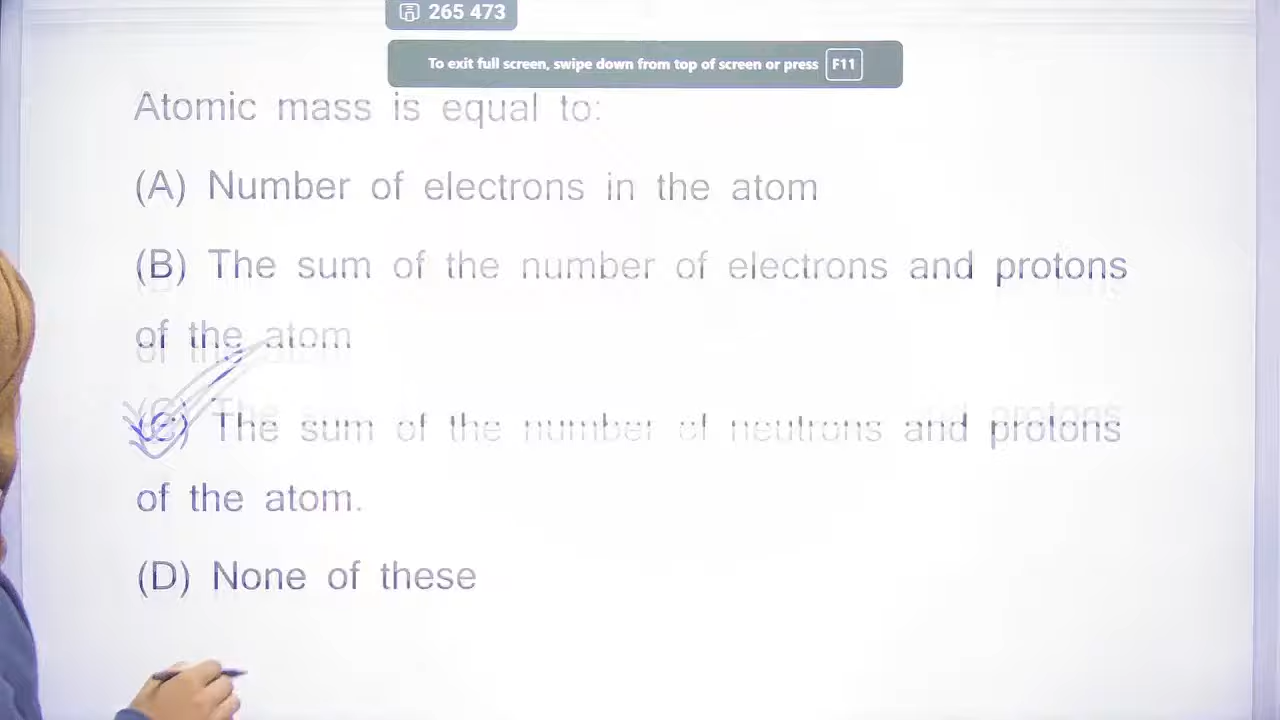 265 473
To exit full screen, swipe down from top of screen or press F11
Atomic mass is equal to:
(A) Number of electrons in the atom
(B) The sum of the number of electrons and protons
of the atom
(C) The sum of the number of neutrons and protons
of the atom.
(D) None of these